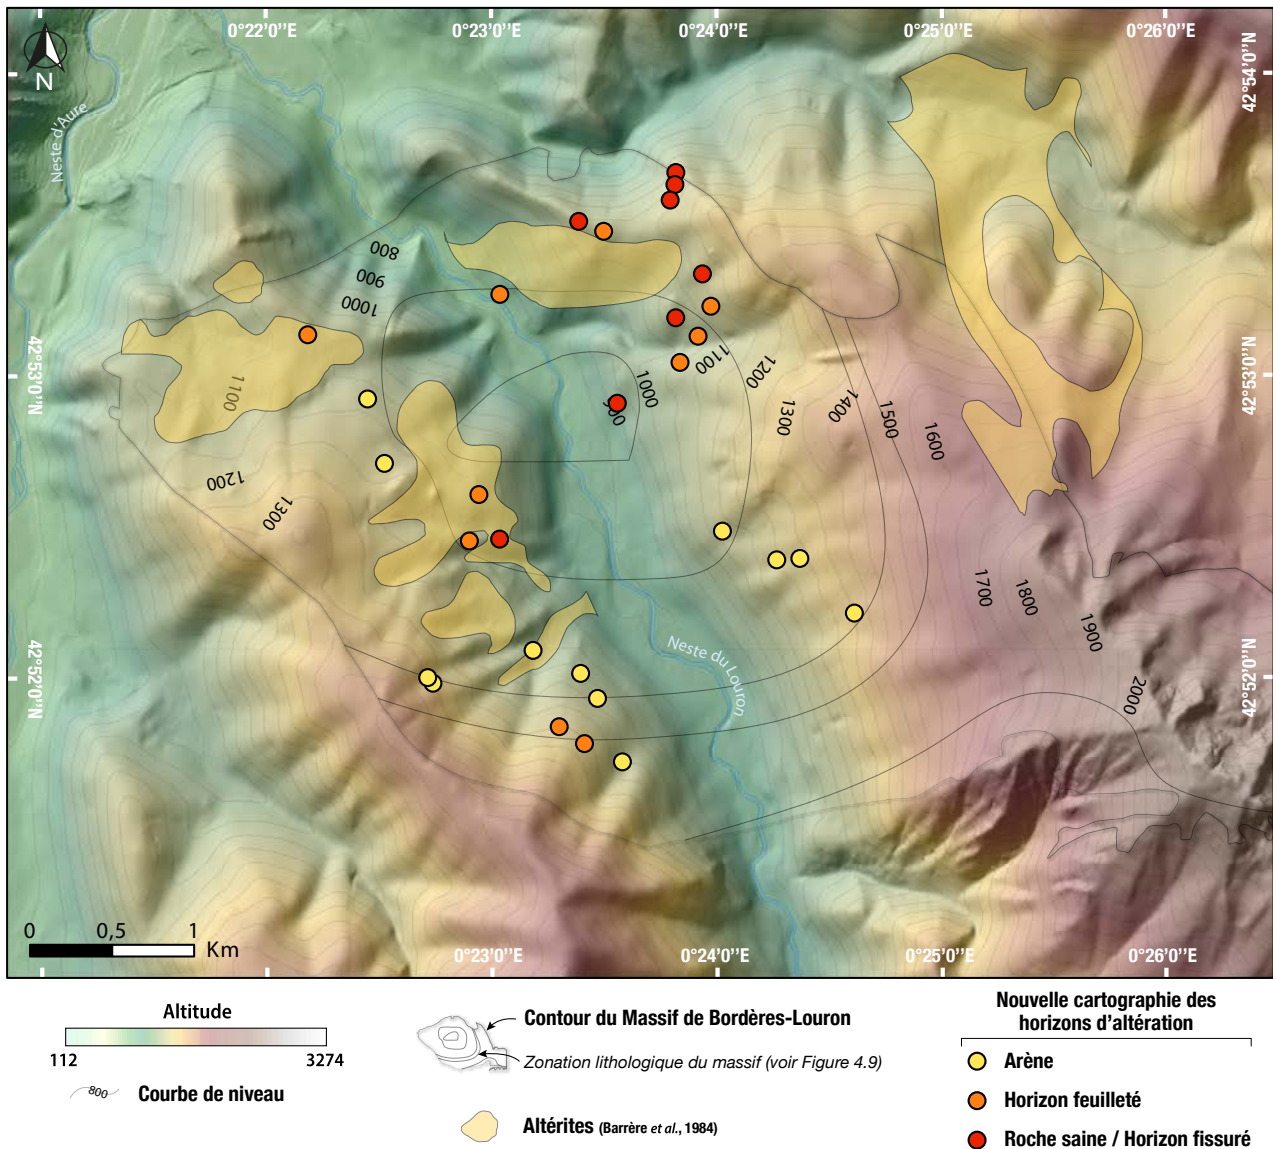 0°22'0''E
0°23'0''E
0°24'0''E
0°25'0''E
0°26'0''E
N
Neste d'Aure
42°54'0''N
800
900
1000
42°53'0''N
42°53'0''N
1100
1100
1200
1000
900
1300
1400
1500
1600
1200
1300
1700
1800
1900
2000
42°52'0''N
42°52'0''N
Neste du Louron
0 0,5 1
Km
0°23'0''E
0°24'0''E
0°25'0''E
0°26'0''E
Altitude
112 3274
800
Courbe de niveau
Contour du Massif de Bordères-Louron
Zonation lithologique du massif (voir Figure 4.9)
Altérites (Barrère et al., 1984)
Nouvelle cartographie des
horizons d'altération
Arène
Horizon feuilleté
Roche saine / Horizon fissuré